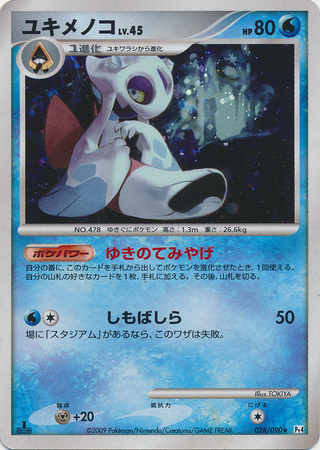 ユキメノコ LV.45
HP 80
1進化 ユキワラシから進化
NO.478 ゆきぐにポケモン 高さ:1.3m 重さ:26.6kg
ポケパワー ゆきのてみやげ
自分の番に、このカードを手札から出してポケモンを進化させたとき、1回使える。
自分の山札の好きなカードを1枚、手札に加える。その後、山札を切る。
しもばしら 50
場に「スタジアム」があるなら、このワザは失敗。
弱点 抵抗力 にげる
+20
Illus.TOKIYA
©2009 Pokémon/Nintendo/Creatures/GAME FREAK
028/090★ Pt4